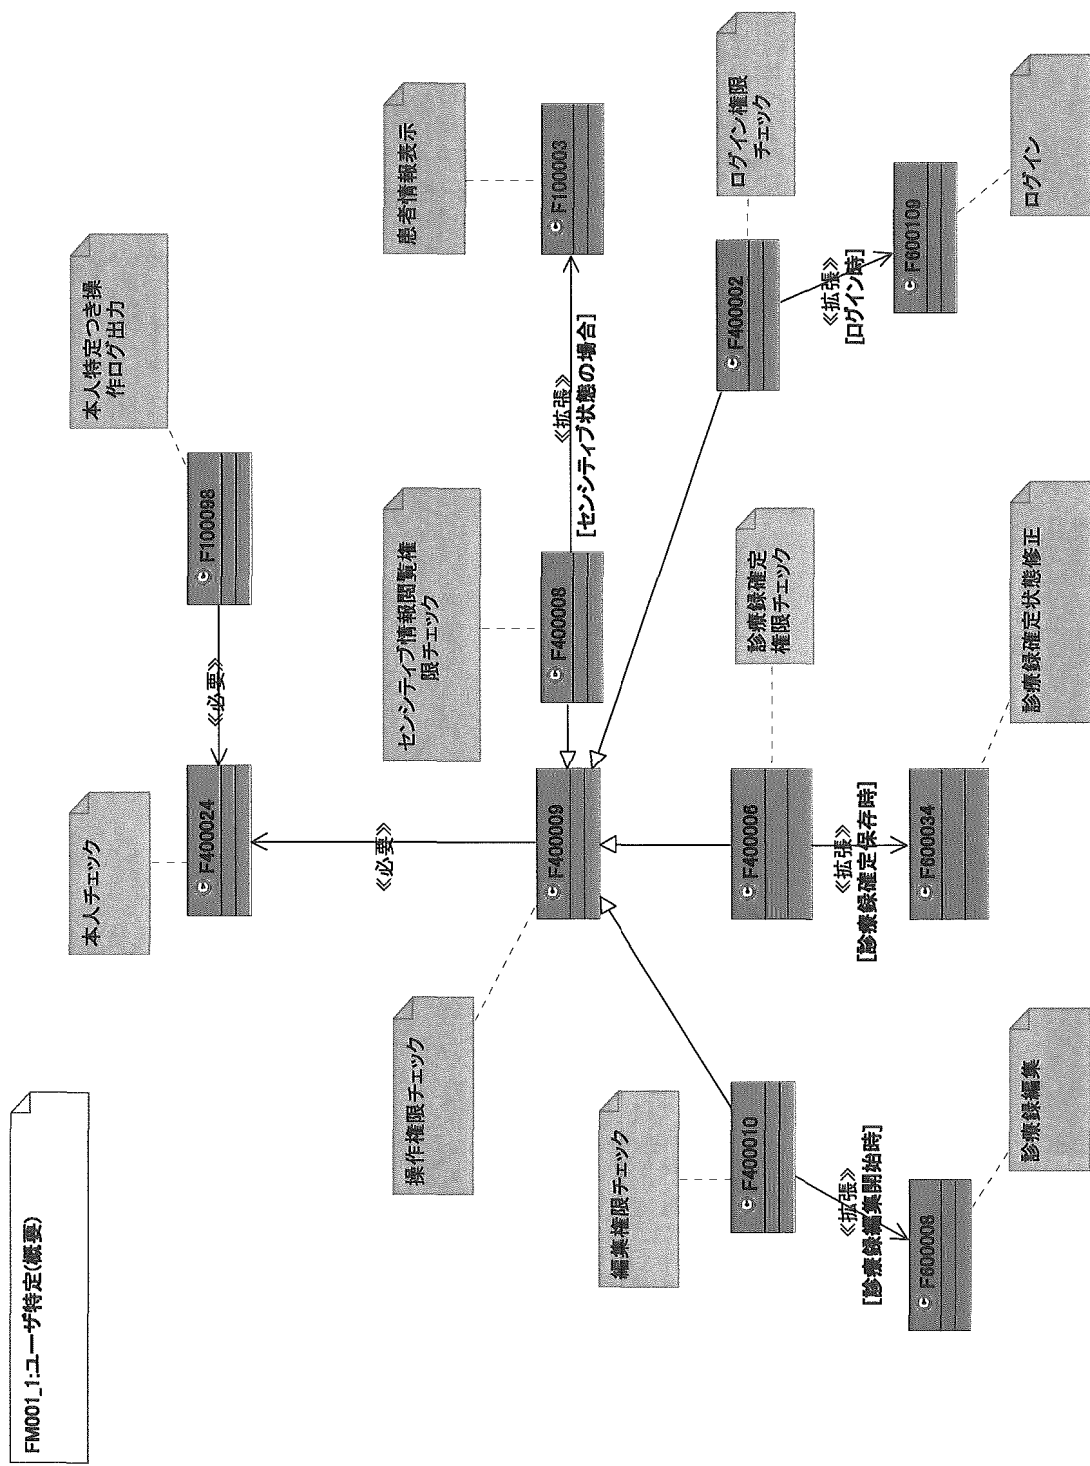 FM001_1:ユーザ特定(概要)
本人チェック
F400024
≪必要≫
F100098
本人特定つき操
作ログ出力
操作権限チェック
F400009
≪必要≫
センシティブ情報閲覧権
限チェック
F400008
≪拡張≫
[センシティブ状態の場合]
F100003
患者情報表示
編集権限チェック
F400010
≪拡張≫
[診療録編集開始時]
F600008
診療録編集
F400006
診療録確定
権限チェック
≪拡張≫
[診療録確定保存時]
F600034
診療録確定状態修正
F400002
ログイン権限
チェック
≪拡張≫
[ログイン時]
F600109
ログイン